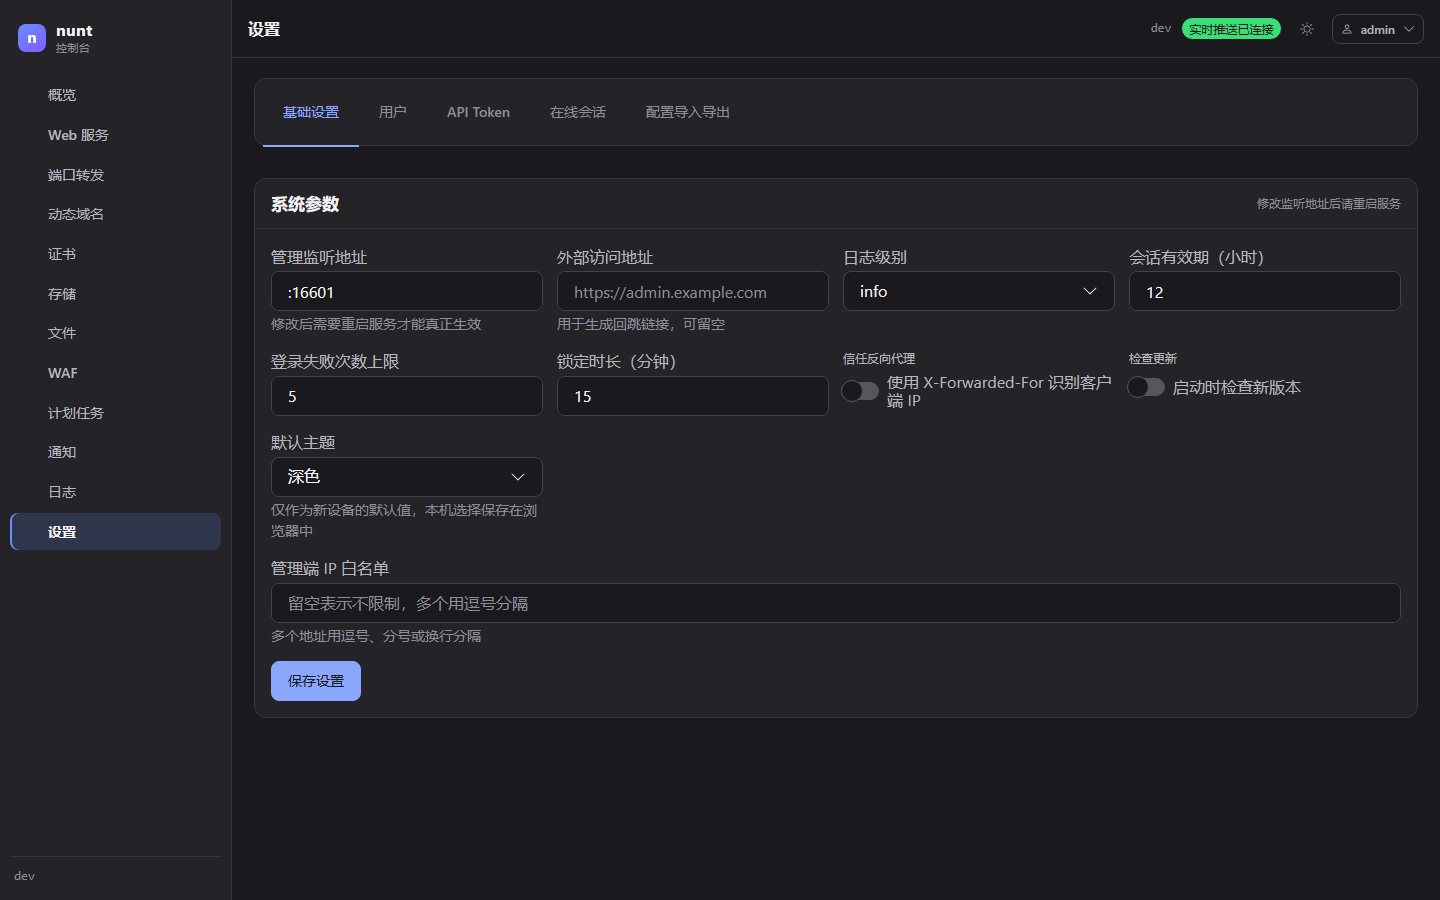 n
nunt
控制台
概览
Web 服务
端口转发
动态域名
证书
存储
文件
WAF
计划任务
通知
日志
设置
dev
设置
dev
实时推送已连接
admin
基础设置
用户
API Token
在线会话
配置导入导出
系统参数
修改监听地址后请重启服务
管理监听地址
:16601
修改后需要重启服务才能真正生效
外部访问地址
https://admin.example.com
用于生成回跳链接，可留空
日志级别
info
会话有效期（小时）
12
登录失败次数上限
5
锁定时长（分钟）
15
信任反向代理
使用 X-Forwarded-For 识别客户
端 IP
检查更新
启动时检查新版本
默认主题
深色
仅作为新设备的默认值，本机选择保存在浏
览器中
管理端 IP 白名单
留空表示不限制，多个用逗号分隔
多个地址用逗号、分号或换行分隔
保存设置